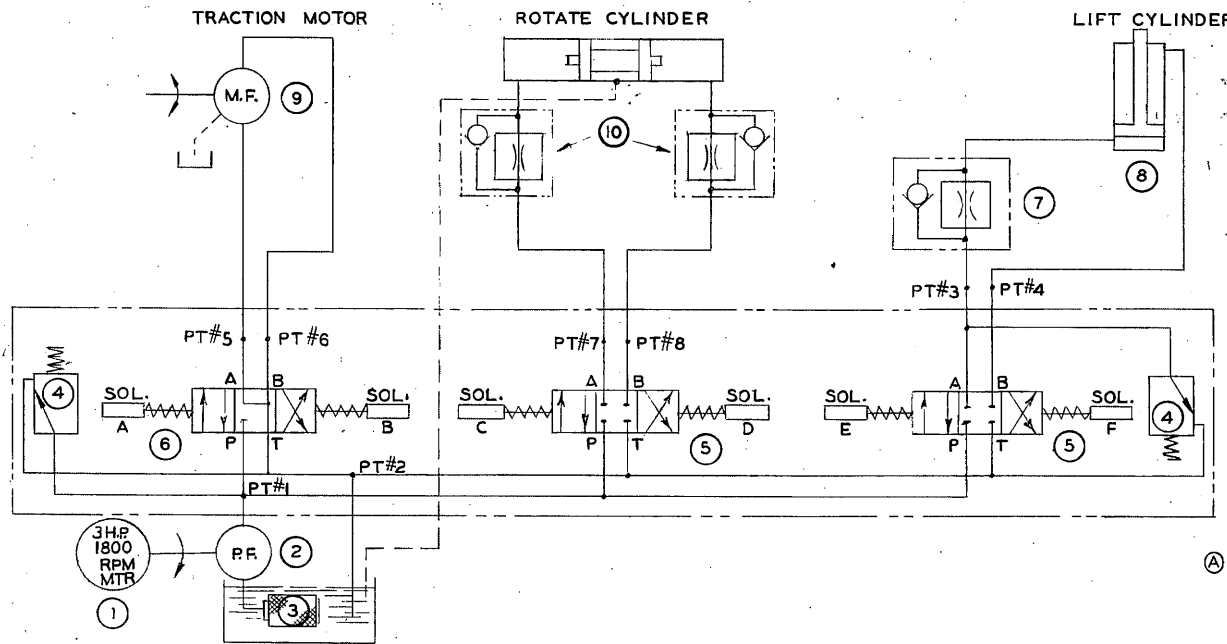 TRACTION MOTOR
ROTATE CYLINDER
LIFT CYLINDER
M.F.
9
10
7
8
PT#5
PT#6
PT#7
PT#8
PT#3
PT#4
4
SOL.
A
6
A
B
P
T
SOL.
B
SOL.
C
A
B
P
T
SOL.
D
5
SOL.
E
A
B
P
T
SOL.
F
5
4
PT#2
PT#1
3 H.P.
1800
RPM
MTR
1
P.F.
2
3
A